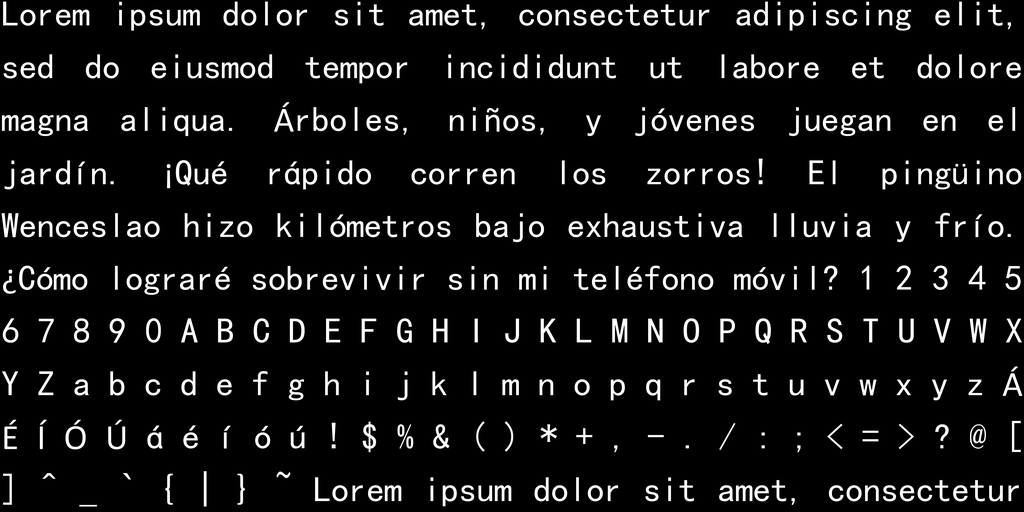 Lorem ipsum dolor sit amet, consectetur adipiscing elit,
sed do eiusmod tempor incididunt ut labore et dolore
magna aliqua. Árboles, niños, y jóvenes juegan en el
jardín. ¡Qué rápido corren los zorros! El pingüino
Wenceslao hizo kilómetros bajo exhaustiva lluvia y frío.
¿Cómo lograré sobrevivir sin mi teléfono móvil? 1 2 3 4 5
6 7 8 9 0 A B C D E F G H I J K L M N O P Q R S T U V W X
Y Z a b c d e f g h i j k l m n o p q r s t u v w x y z Á
É Í Ó Ú á é í ó ú ! $ % & ( ) * + , - . / : ; < = > ? @ [
] ^ _ ` { | } ~ Lorem ipsum dolor sit amet, consectetur